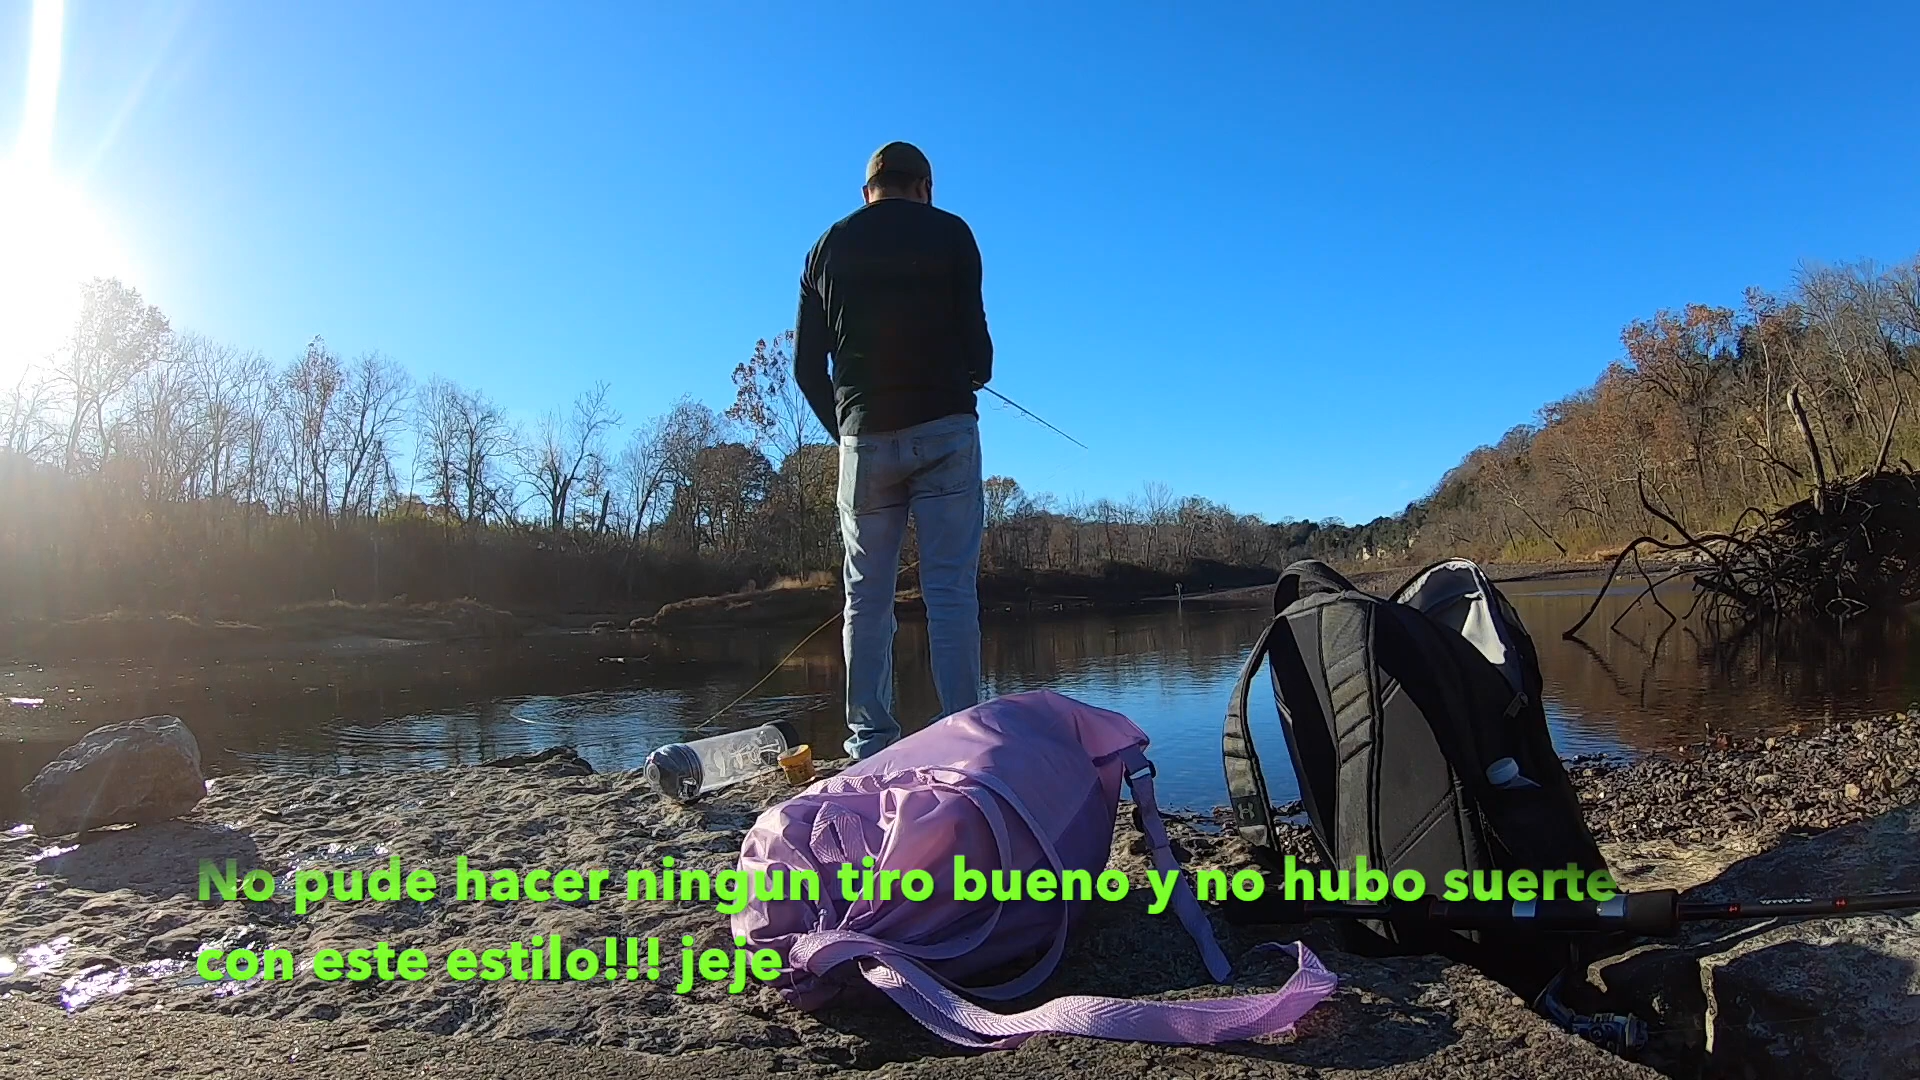 No pude hacer ningun tiro bueno y no hubo suerte
con este estilo!!! jeje